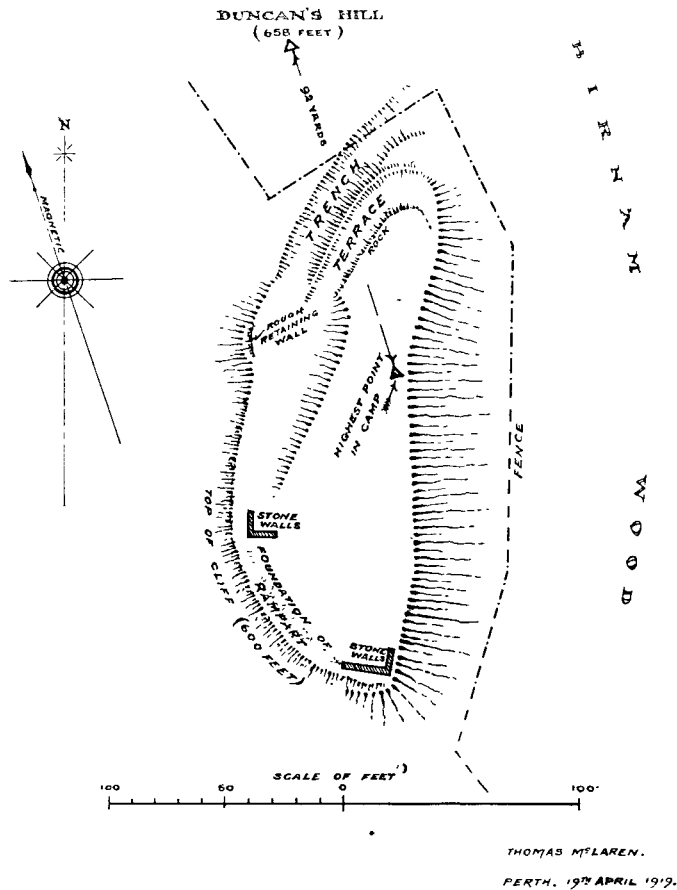 DUNCAN'S HILL
(658 FEET)
92 YARDS
BIRNAM
WOOD
N
MAGNETIC
TRENCH
TERRACE
ROCK
ROUGH
RETAINING
WALL
HIGHEST POINT
IN CAMP
FENCE
STONE
WALLS
FOUNDATION OF
RAMPART
TOP OF CLIFF (600 FEET)
STONE
WALLS
SCALE OF FEET
100 50 0 100
THOMAS McLAREN.
PERTH. 19TH APRIL 1919.